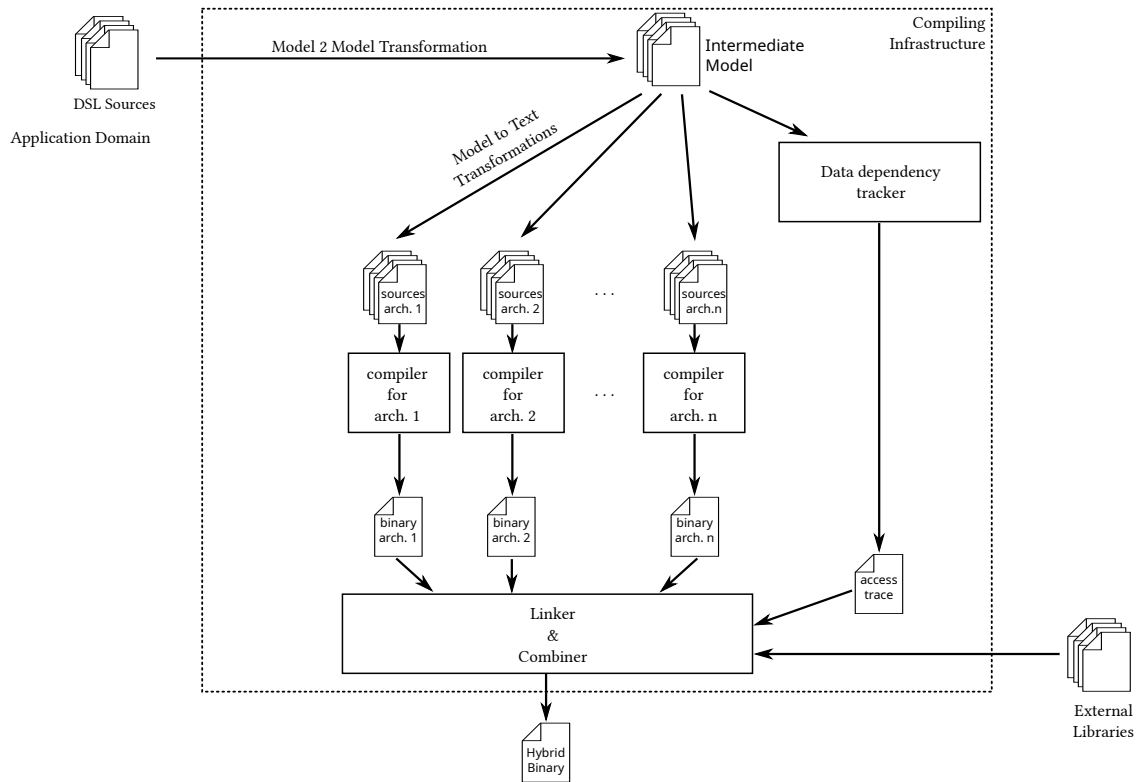 Compiling
Infrastructure
Model 2 Model Transformation
Intermediate
Model
DSL Sources
Application Domain
Model to Text
Transformations
Data dependency
tracker
sources
arch. 1
sources
arch. 2
. . .
sources
arch.n
compiler
for
arch. 1
compiler
for
arch. 2
. . .
compiler
for
arch. n
binary
arch. 1
binary
arch. 2
binary
arch. n
access
trace
Linker
&
Combiner
External
Libraries
Hybrid
Binary